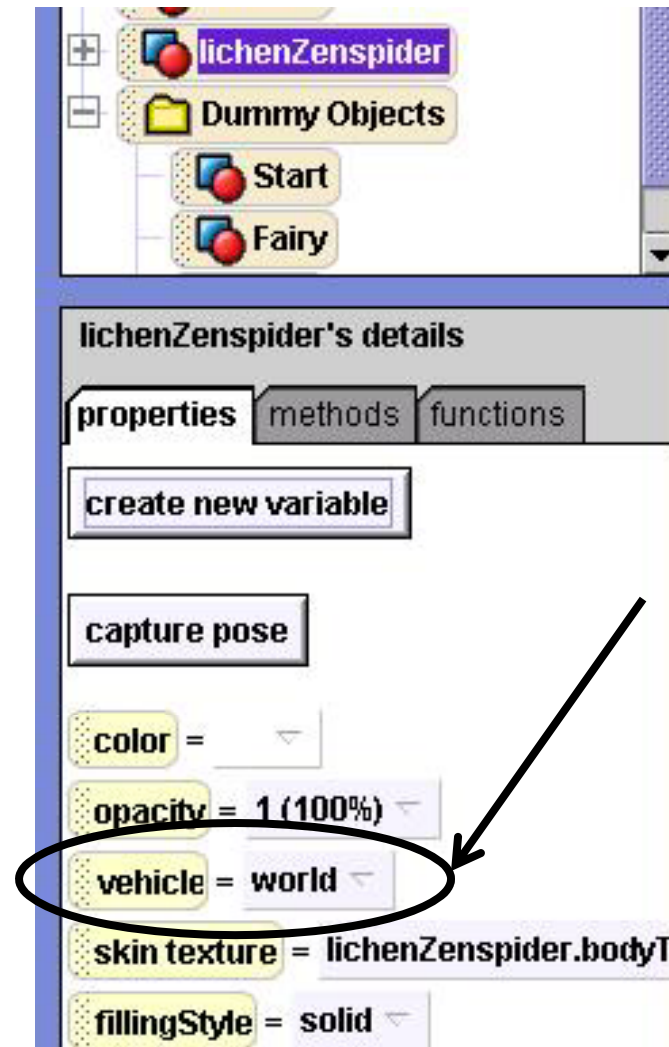 lichenZenspider
Dummy Objects
Start
Fairy
lichenZenspider's details
properties methods functions
create new variable
capture pose
color =
opacity = 1 (100%)
vehicle = world
skin texture = lichenZenspider.bodyT
fillingStyle = solid